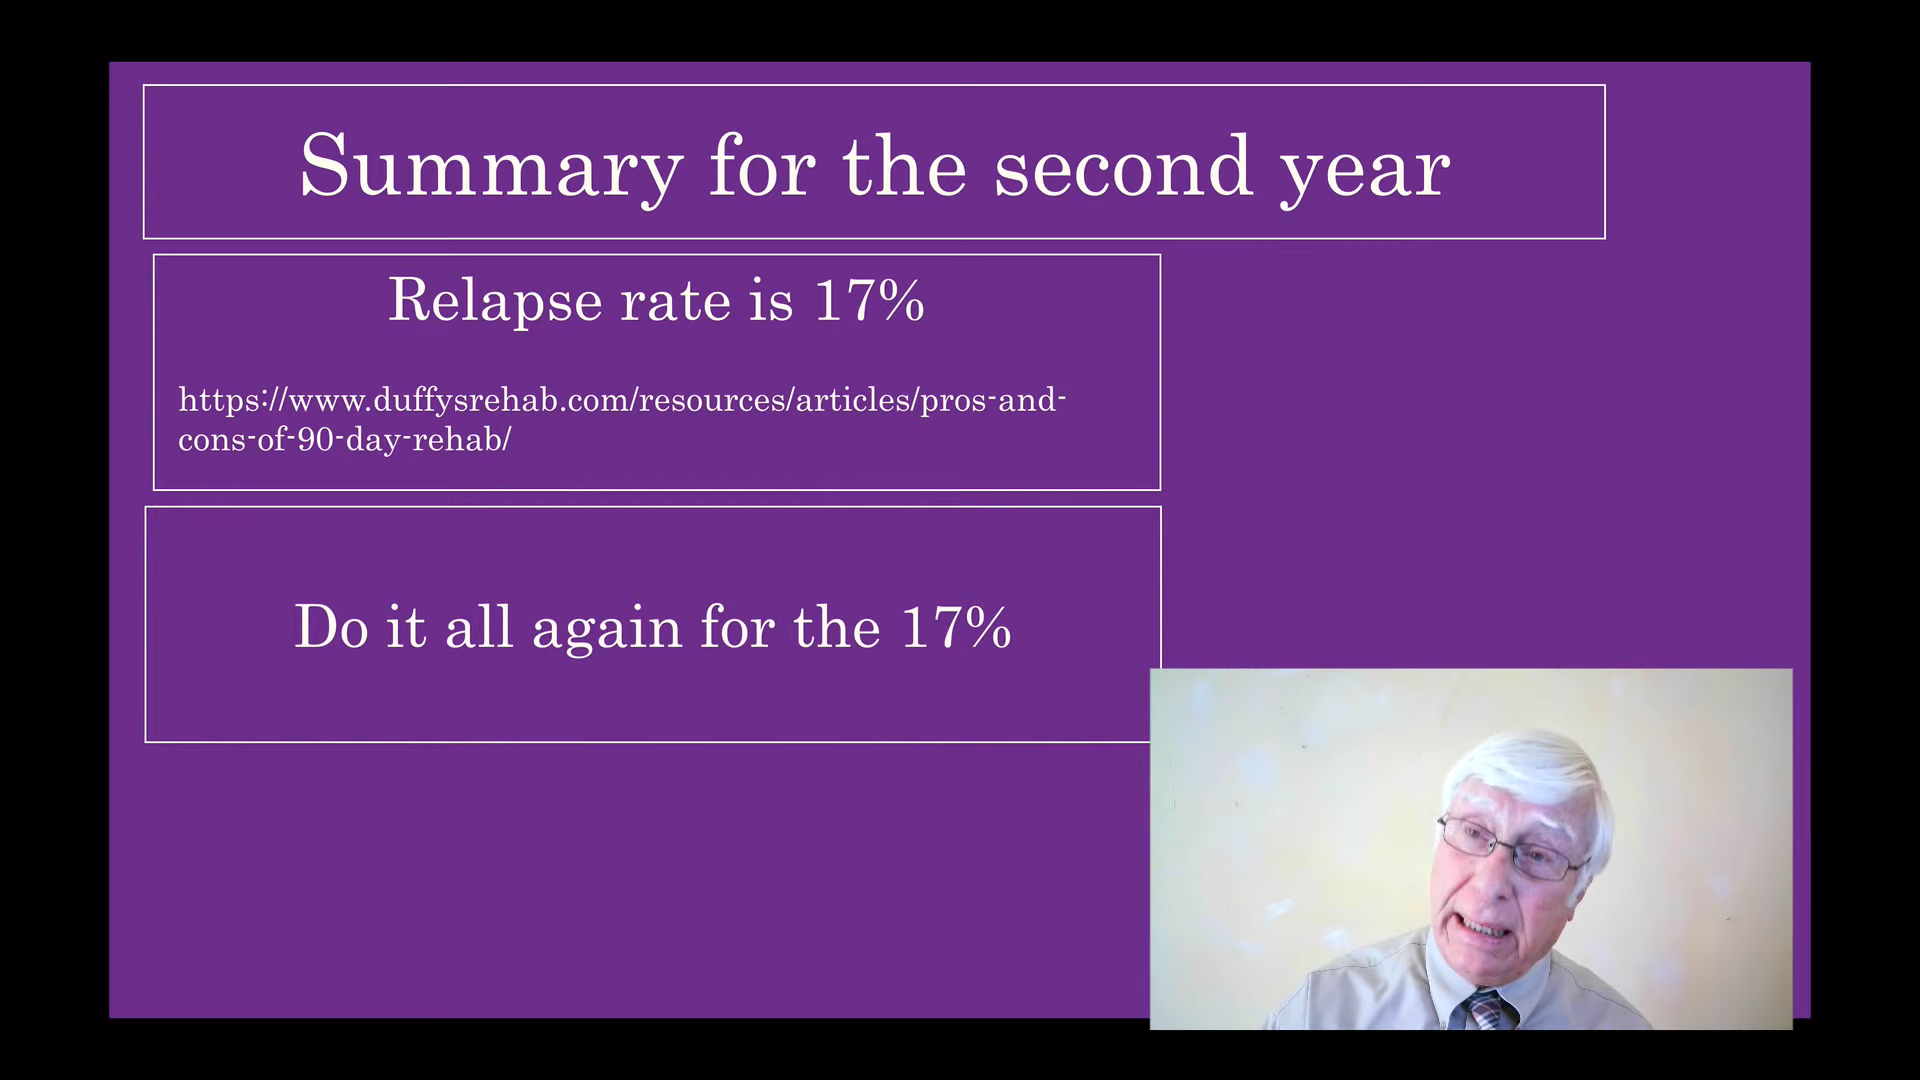 Summary for the second year
Relapse rate is 17%
https://www.duffysrehab.com/resources/articles/pros-and-
cons-of-90-day-rehab/
Do it all again for the 17%